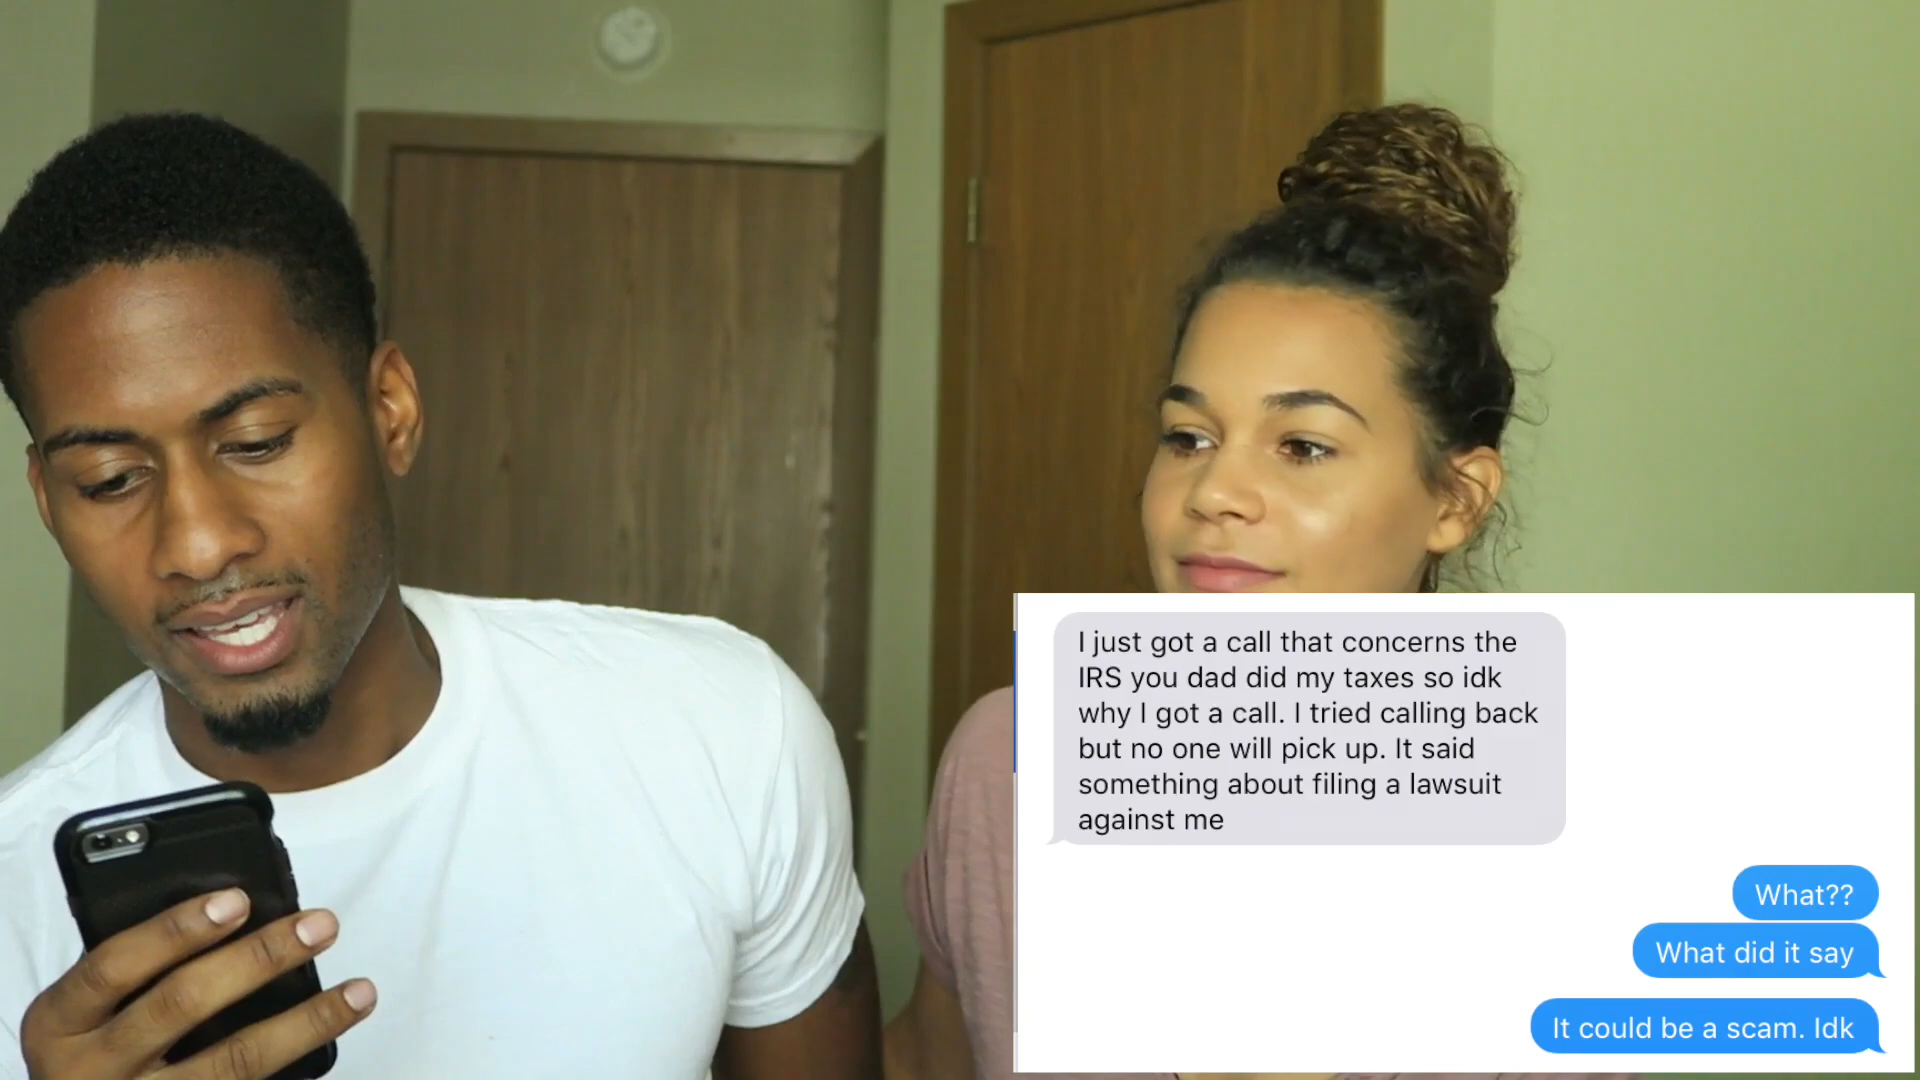 I just got a call that concerns the
IRS you dad did my taxes so idk
why I got a call. I tried calling back
but no one will pick up. It said
something about filing a lawsuit
against me
What??
What did it say
It could be a scam. Idk